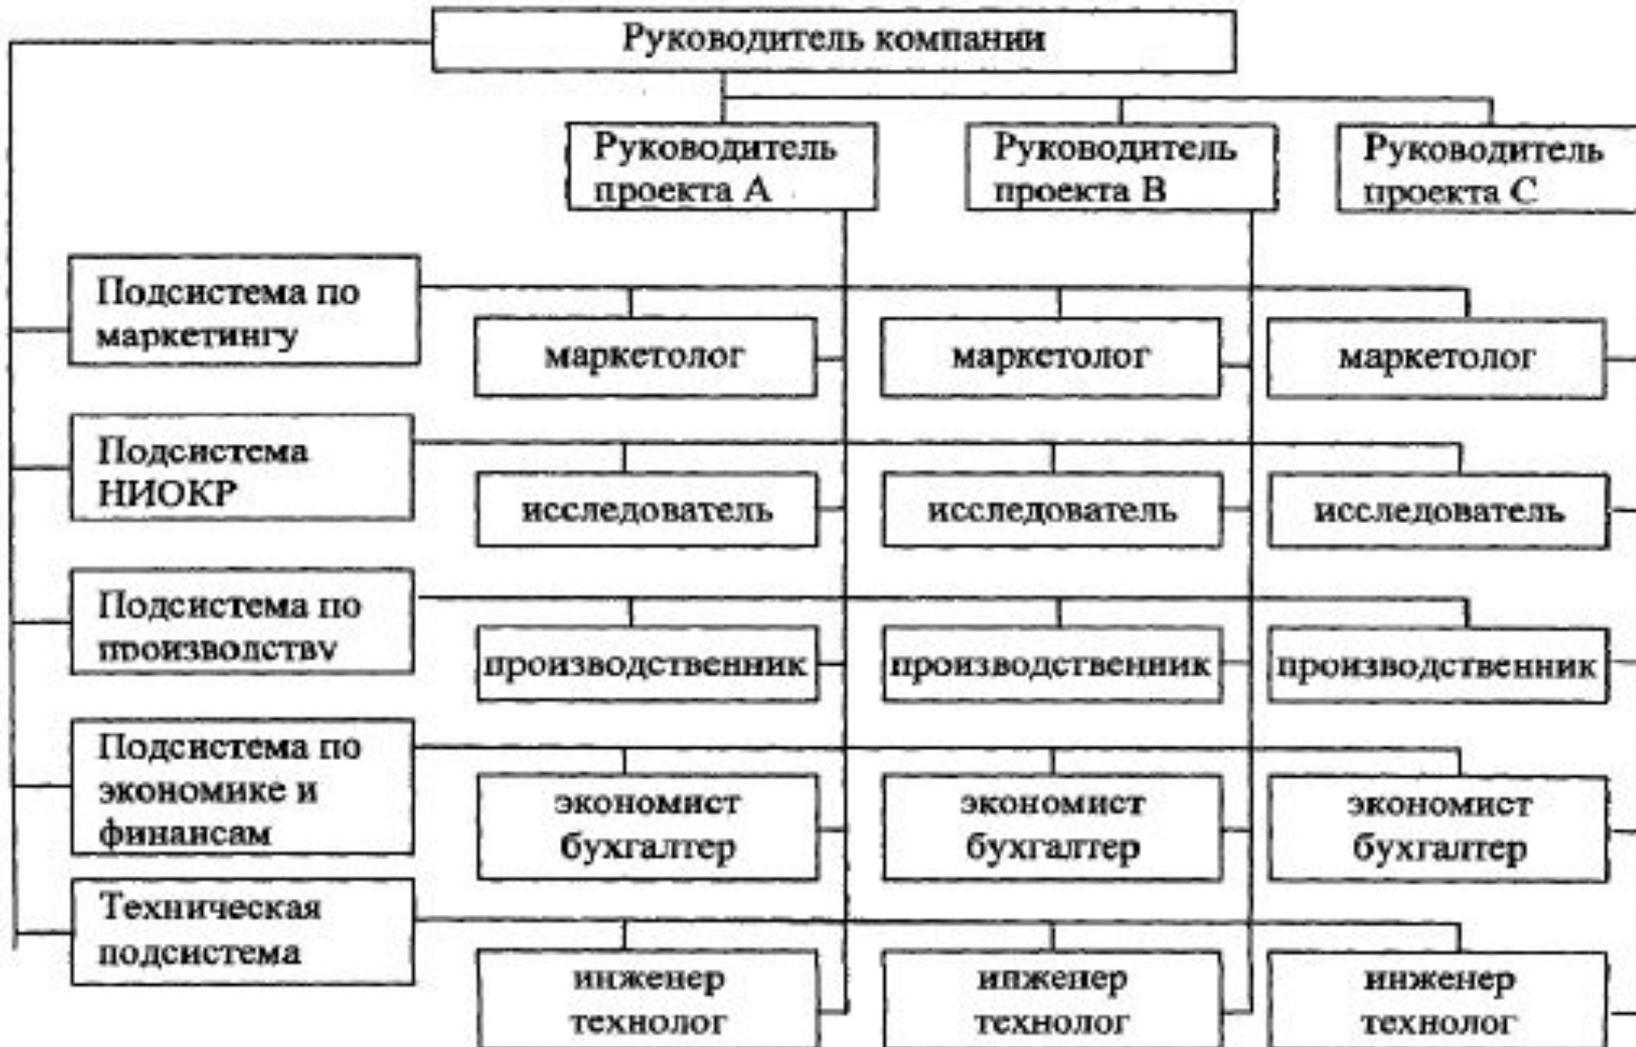 Руководитель компании
Руководитель
проекта А
Руководитель
проекта В
Руководитель
проекта С
Подсистема по
маркетингу
маркетолог
маркетолог
маркетолог
Подсистема
НИОКР
исследователь
исследователь
исследователь
Подсистема по
производству
производственник
производственник
производственник
Подсистема по
экономике и
финансам
экономист
бухгалтер
экономист
бухгалтер
экономист
бухгалтер
Техническая
подсистема
инженер
технолог
инженер
технолог
инженер
технолог